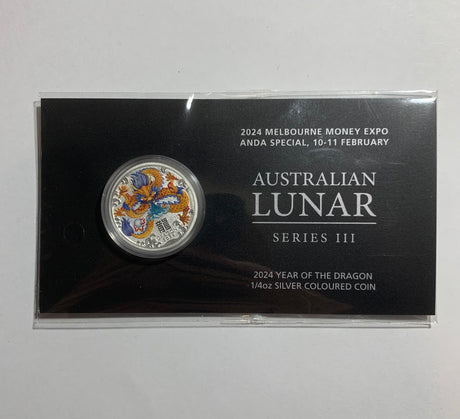 2024 MELBOURNE MONEY EXPO
ANDA SPECIAL, 10-11 FEBRUARY
AUSTRALIAN
LUNAR
SERIES III
2024 YEAR OF THE DRAGON
1/4oz SILVER COLOURED COIN